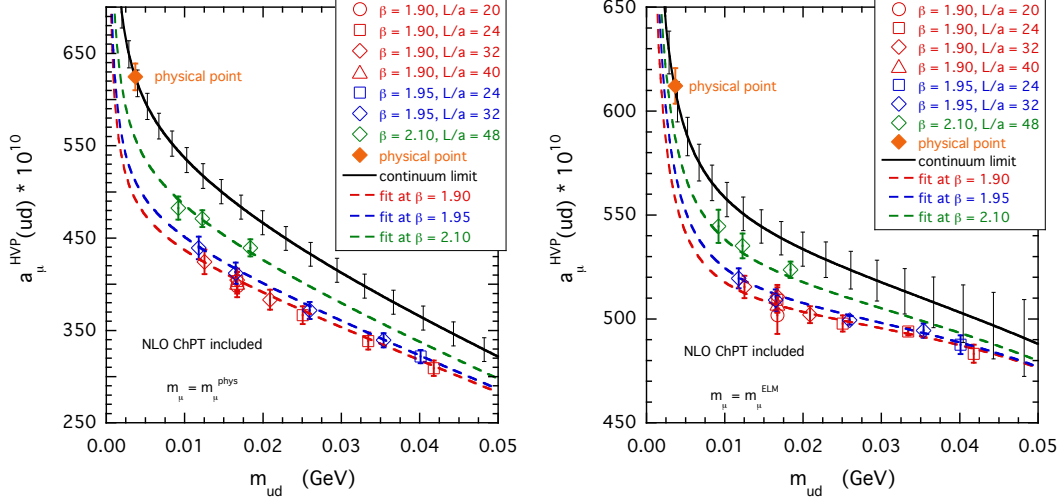 650
550
450
350
250
0.00
0.01
0.02
0.03
0.04
0.05
a_μ^HVP(ud) * 10^10
m_ud (GeV)
β = 1.90, L/a = 20
β = 1.90, L/a = 24
β = 1.90, L/a = 32
β = 1.90, L/a = 40
β = 1.95, L/a = 24
β = 1.95, L/a = 32
β = 2.10, L/a = 48
physical point
continuum limit
fit at β = 1.90
fit at β = 1.95
fit at β = 2.10
physical point
NLO ChPT included
m_μ = m_μ^phys
650
600
550
500
450
0.00
0.01
0.02
0.03
0.04
0.05
a_μ^HVP(ud) * 10^10
m_ud (GeV)
β = 1.90, L/a = 20
β = 1.90, L/a = 24
β = 1.90, L/a = 32
β = 1.90, L/a = 40
β = 1.95, L/a = 24
β = 1.95, L/a = 32
β = 2.10, L/a = 48
physical point
continuum limit
fit at β = 1.90
fit at β = 1.95
fit at β = 2.10
physical point
NLO ChPT included
m_μ = m_μ^ELM